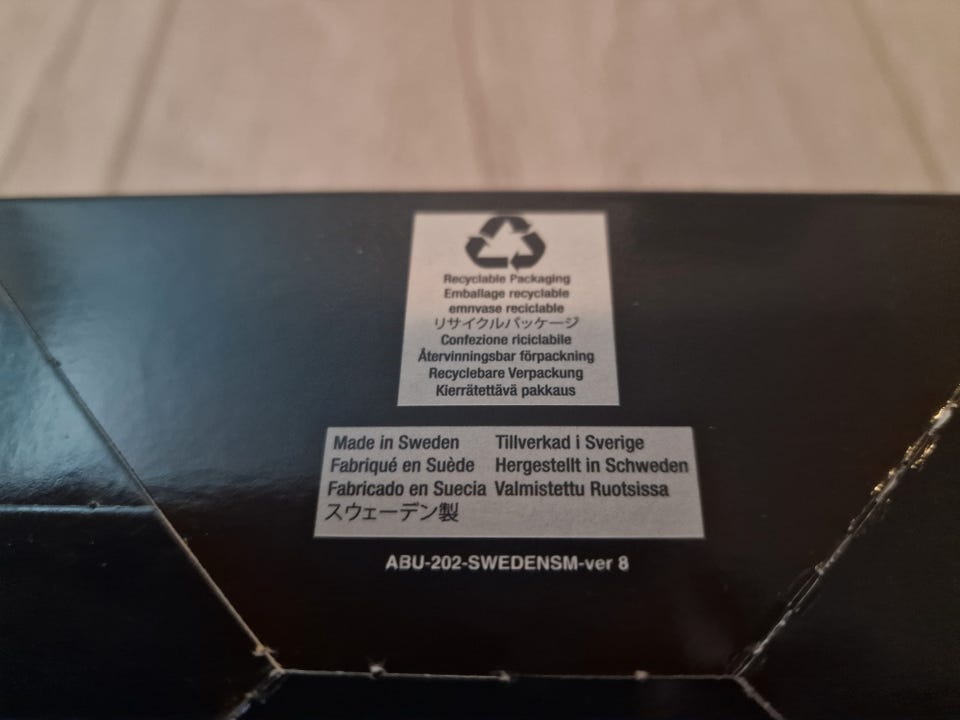 Recyclable Packaging
Emballage recyclable
emnvase reciclable
リサイクルパッケージ
Confezione riciclabile
Återvinningsbar förpackning
Recyclebare Verpackung
Kierrätettävä pakkaus
Made in Sweden Tillverkad i Sverige
Fabriqué en Suède Hergestellt in Schweden
Fabricado en Suecia Valmistettu Ruotsissa
スウェーデン製
ABU-202-SWEDENSM-ver 8